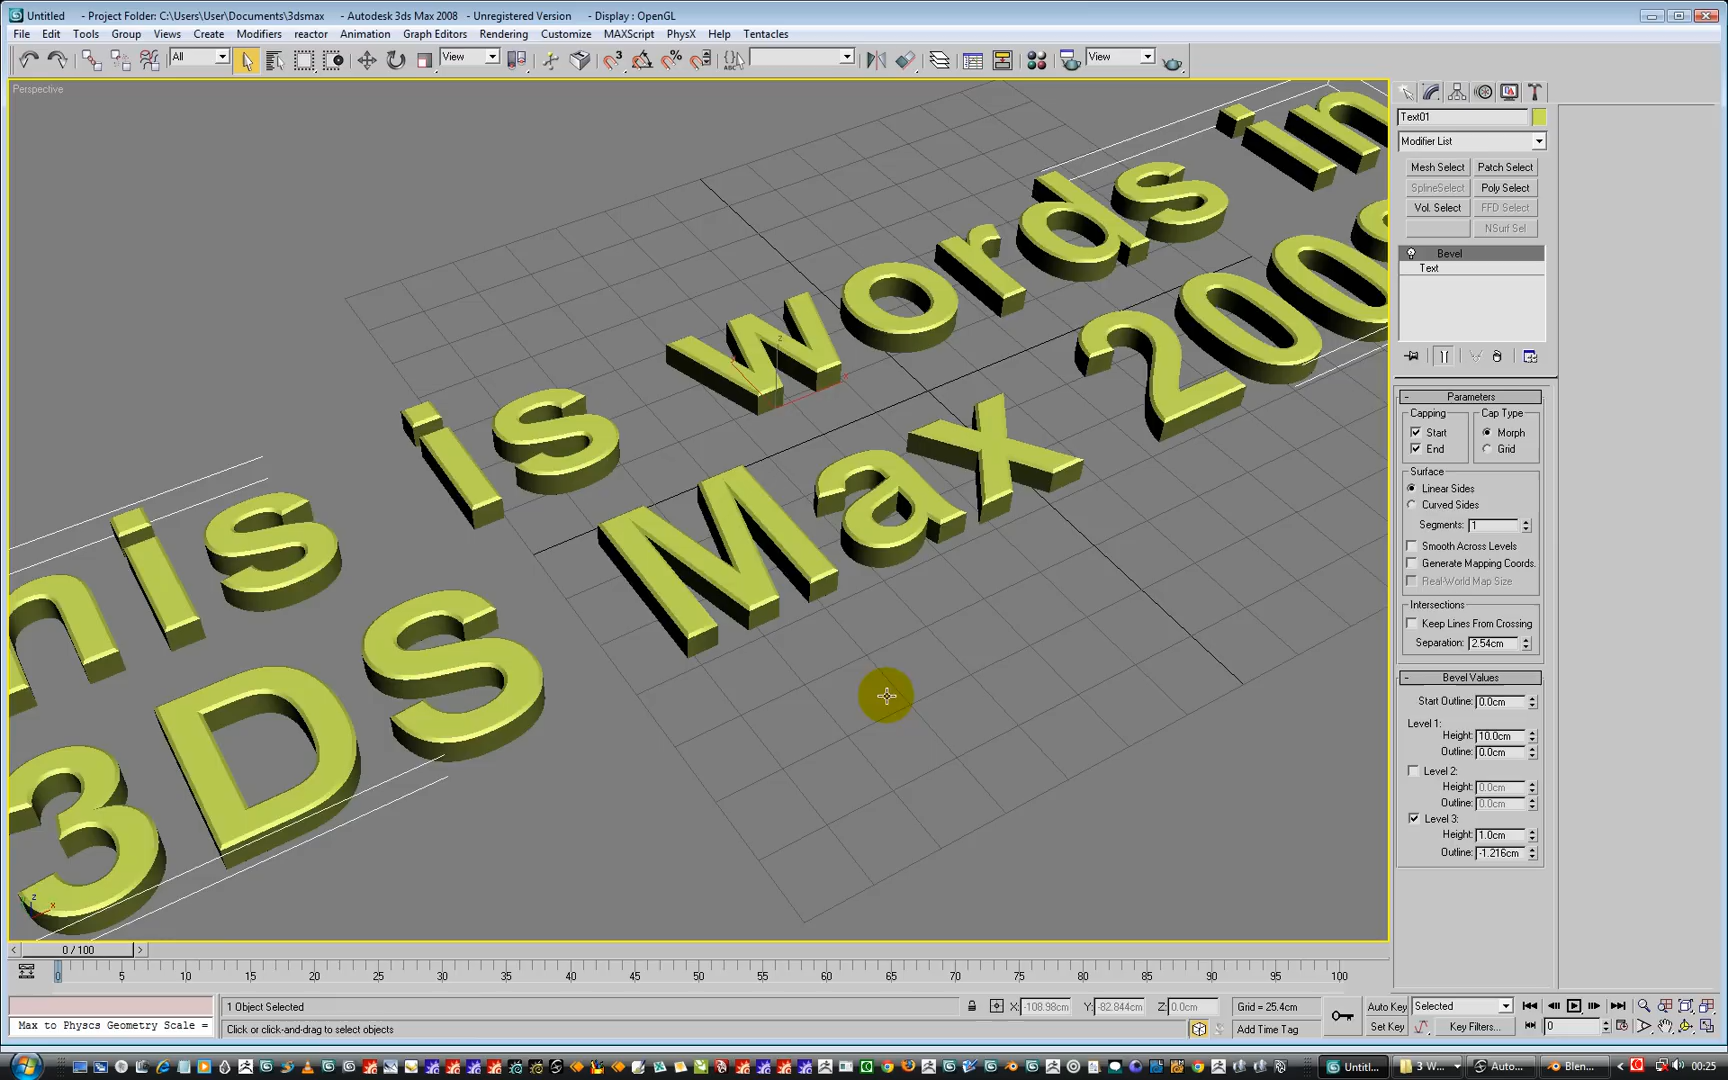 Untitled - Project Folder: C:\Users\User\Documents\3dsmax - Autodesk 3ds Max 2008 - Unregistered Version - Display : OpenGL
File Edit Tools Group Views Create Modifiers reactor Animation Graph Editors Rendering Customize MAXScript PhysX Help Tentacles
All View View
Perspective
his is words in
3DS Max 200
Text01
Modifier List
Mesh Select Patch Select
SplineSelect Poly Select
Vol. Select FFD Select
NSurf Sel
Bevel
Text
Parameters
Capping Cap Type
Start Morph
End Grid
Surface
Linear Sides
Curved Sides
Segments: 1
Smooth Across Levels
Generate Mapping Coords.
Real-World Map Size
Intersections
Keep Lines From Crossing
Separation: 2.54cm
Bevel Values
Start Outline: 0.0cm
Level 1:
Height: 10.0cm
Outline: 0.0cm
Level 2:
Height: 0.0cm
Outline: 0.0cm
Level 3:
Height: 1.0cm
Outline: -1.216cm
z
x
0 / 100
0 5 10 15 20 25 30 35 40 45 50 55 60 65 70 75 80 85 90 95 100
1 Object Selected X: -108.98cm Y: -82.844cm Z: 0.0cm Grid = 25.4cm Auto Key Selected
Max to Physcs Geometry Scale = Click or click-and-drag to select objects Add Time Tag Set Key Key Filters... 0
Untitl... 3 W... Auto... Blen... 00:25